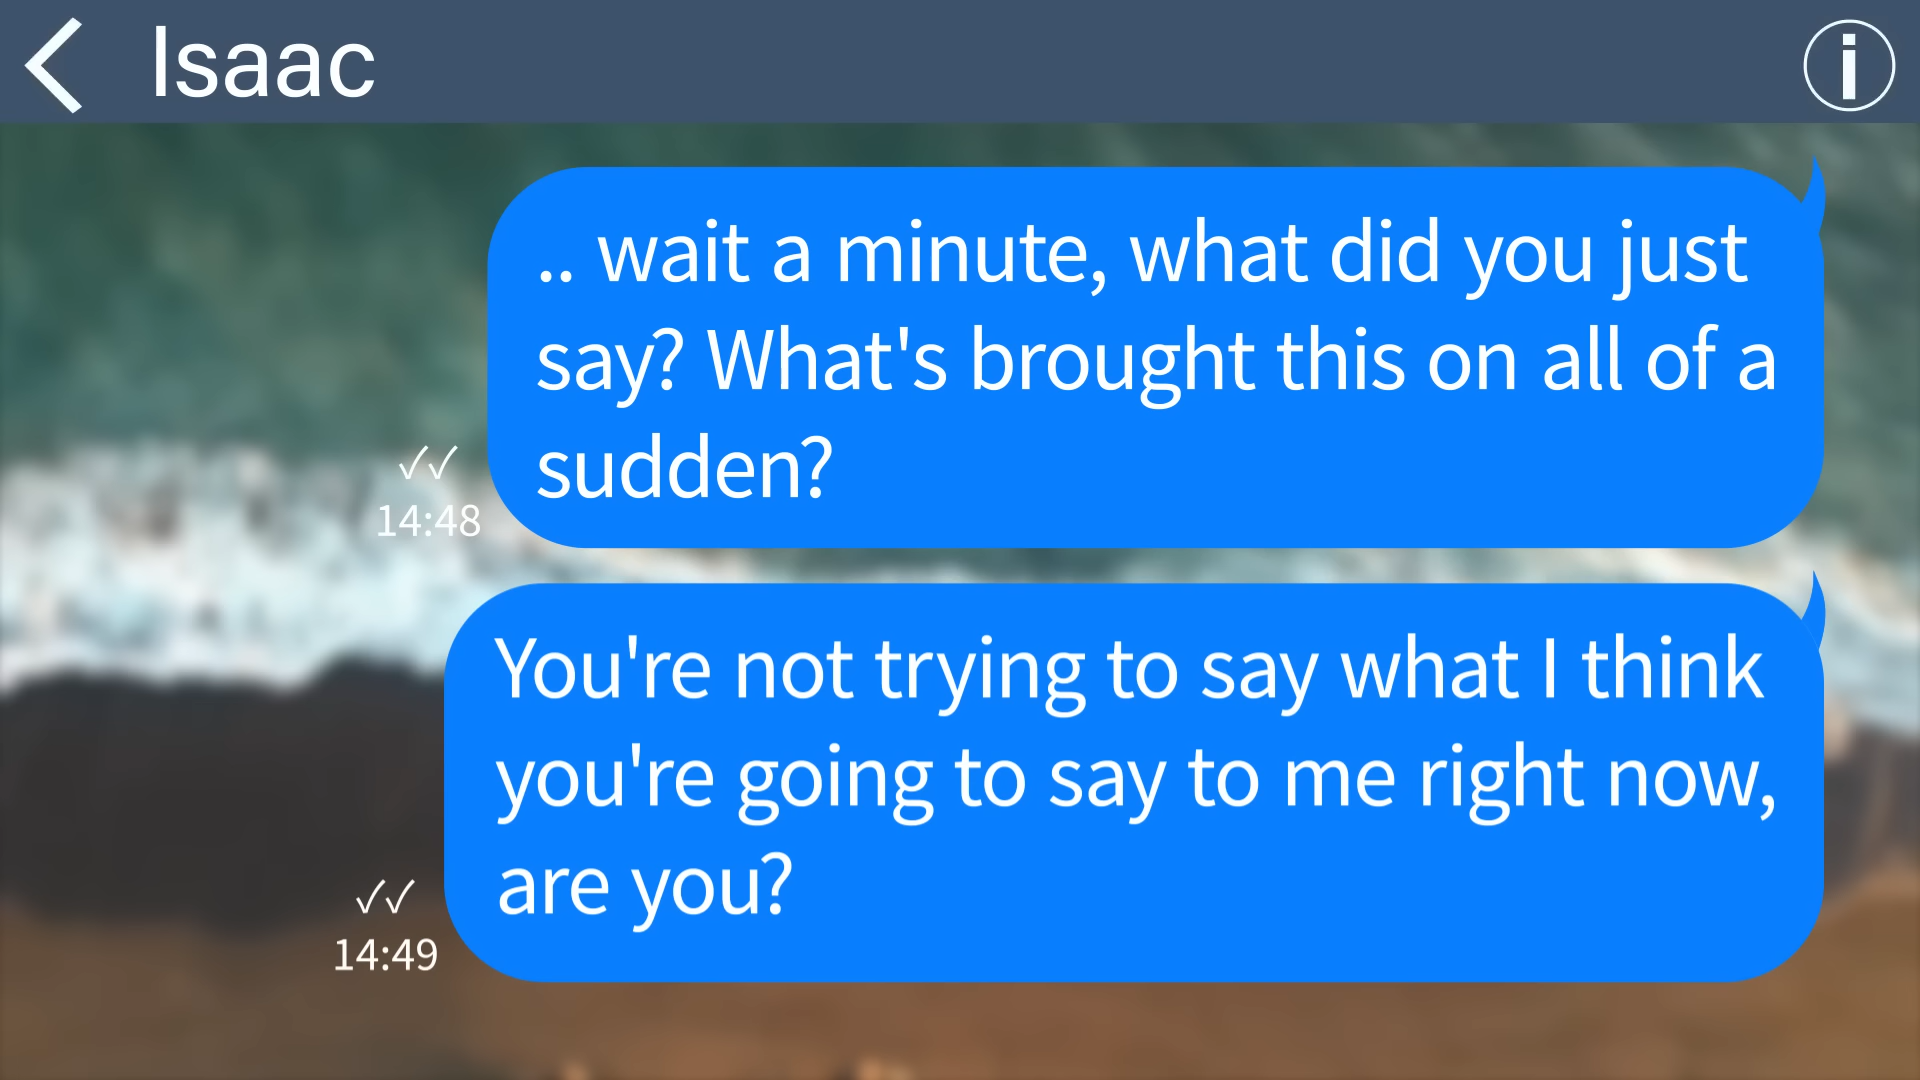 Isaac
.. wait a minute, what did you just
say? What's brought this on all of a
sudden?
14:48
You're not trying to say what I think
you're going to say to me right now,
are you?
14:49